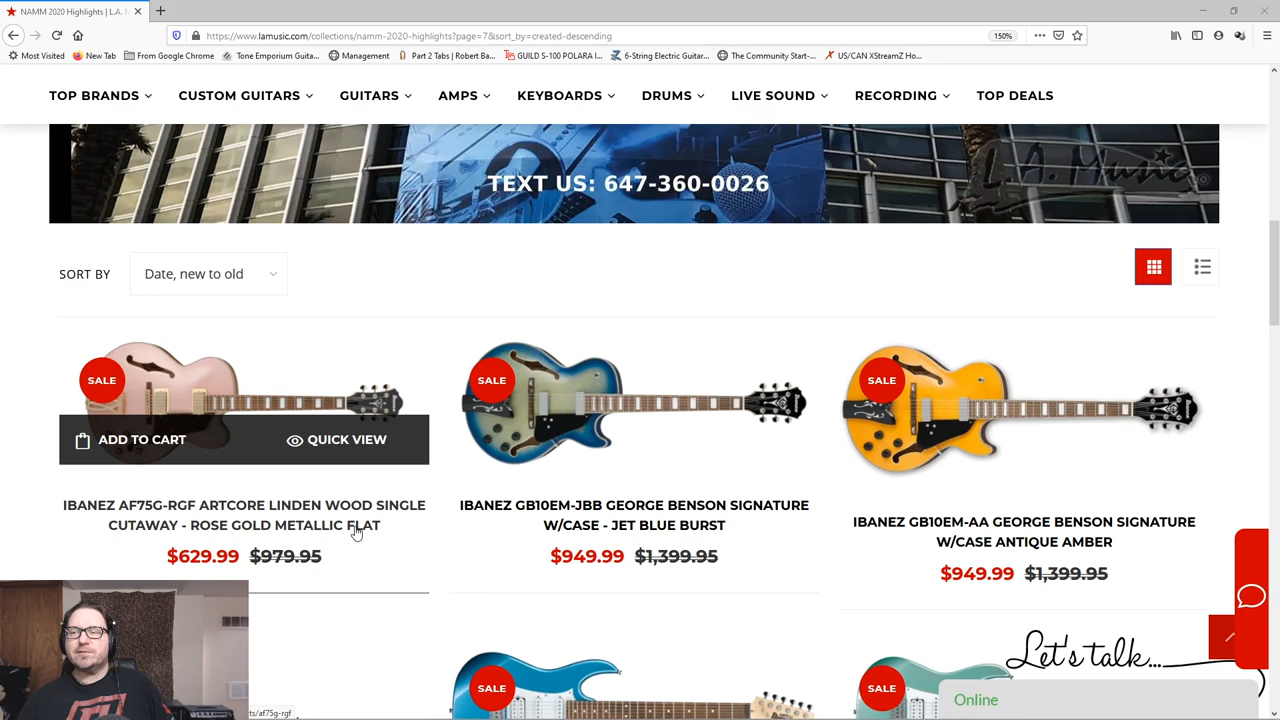 NAMM 2020 Highlights | L.A.
https://www.lamusic.com/collections/namm-2020-highlights?page=7&sort_by=created-descending
150%
Most Visited
New Tab
From Google Chrome
Tone Emporium Guita...
Management
Part 2 Tabs | Robert Ba...
GUILD S-100 POLARA I...
6-String Electric Guitar...
The Community Start-...
US/CAN XStreamZ Ho...
TOP BRANDS
CUSTOM GUITARS
GUITARS
AMPS
KEYBOARDS
DRUMS
LIVE SOUND
RECORDING
TOP DEALS
TEXT US: 647-360-0026
L.A. Music
SORT BY
Date, new to old
SALE
SALE
SALE
ADD TO CART
QUICK VIEW
IBANEZ AF75G-RGF ARTCORE LINDEN WOOD SINGLE
CUTAWAY - ROSE GOLD METALLIC FLAT
$629.99 $979.95
IBANEZ GB10EM-JBB GEORGE BENSON SIGNATURE
W/CASE - JET BLUE BURST
$949.99 $1,399.95
IBANEZ GB10EM-AA GEORGE BENSON SIGNATURE
W/CASE ANTIQUE AMBER
$949.99 $1,399.95
SALE
SALE
Let's talk...
Online
ts/af75g-rgf